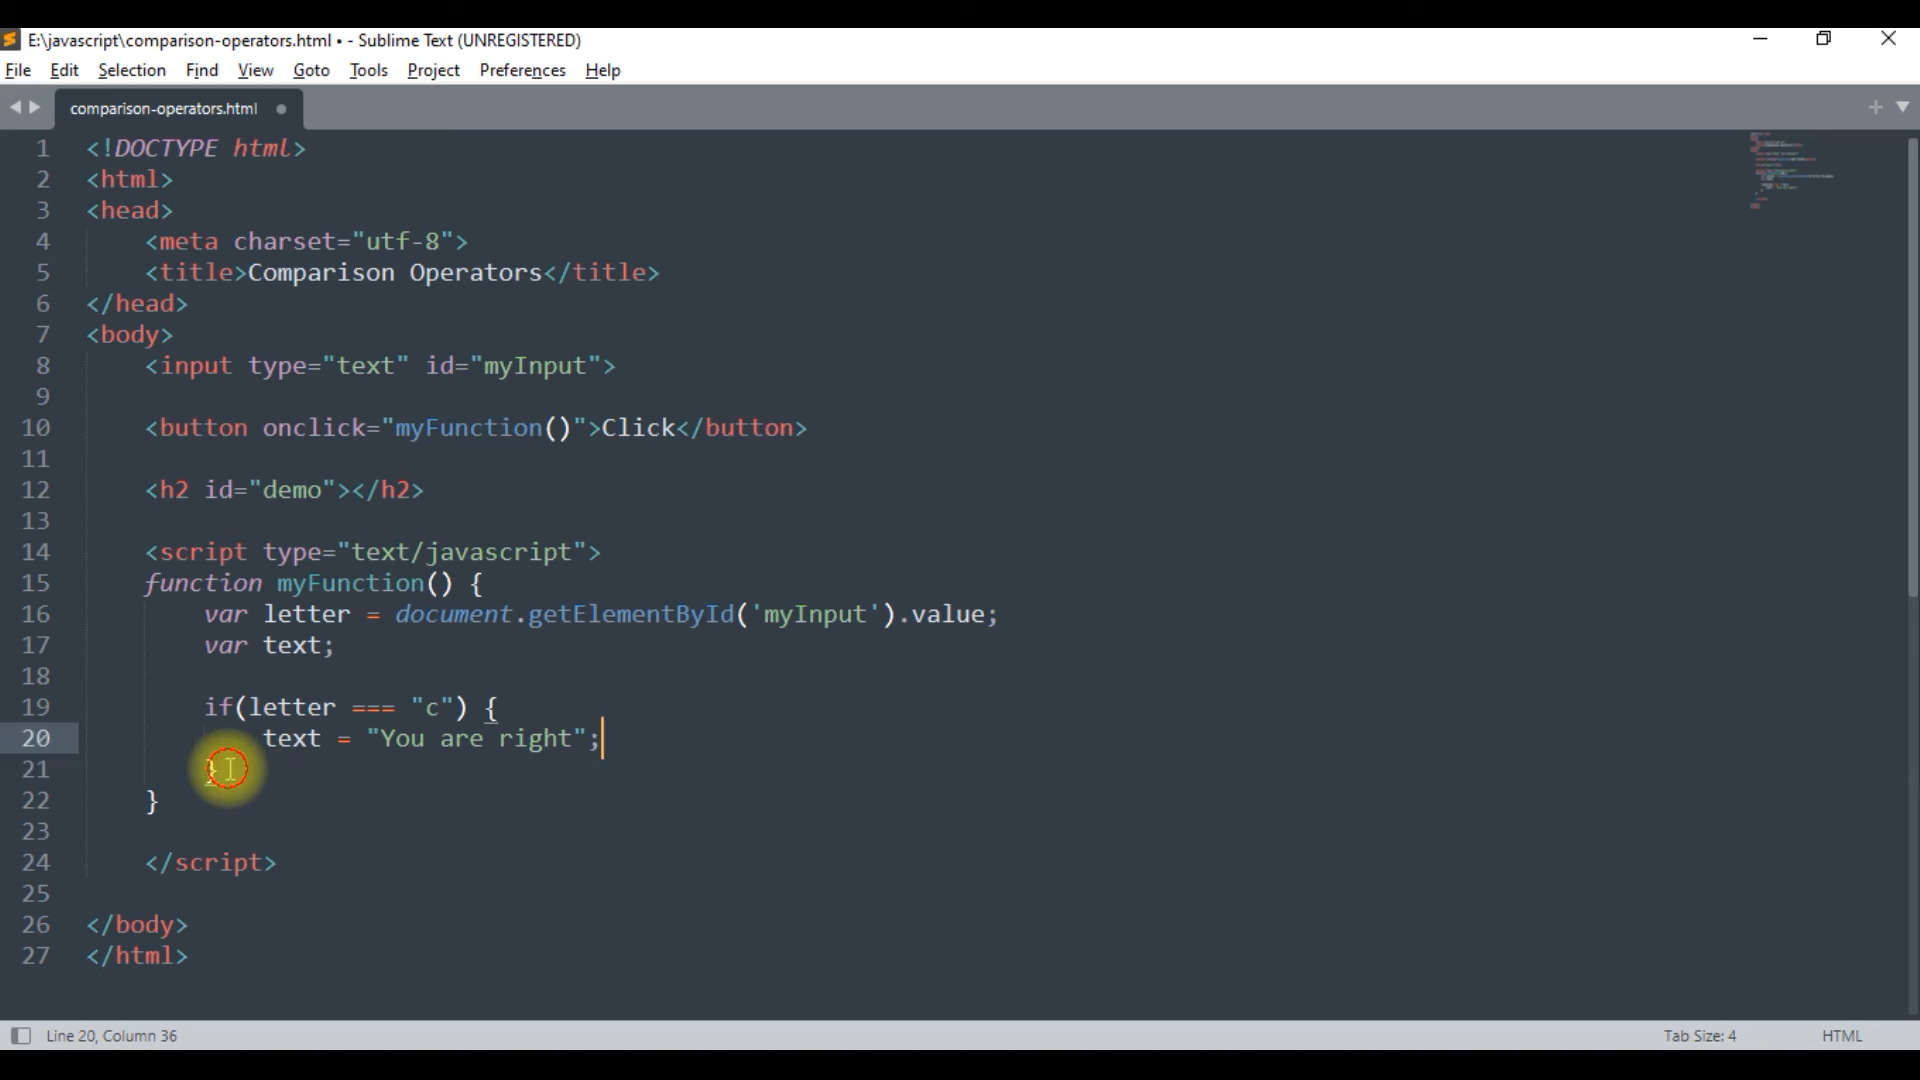 E:\javascript\comparison-operators.html • - Sublime Text (UNREGISTERED)
File Edit Selection Find View Goto Tools Project Preferences Help
comparison-operators.html
1 <!DOCTYPE html>
2 <html>
3 <head>
4 <meta charset="utf-8">
5 <title>Comparison Operators</title>
6 </head>
7 <body>
8 <input type="text" id="myInput">
9
10 <button onclick="myFunction()">Click</button>
11
12 <h2 id="demo"></h2>
13
14 <script type="text/javascript">
15 function myFunction() {
16 var letter = document.getElementById('myInput').value;
17 var text;
18
19 if(letter === "c") {
20 text = "You are right";
21 }
22 }
23
24 </script>
25
26 </body>
27 </html>
Line 20, Column 36 Tab Size: 4 HTML